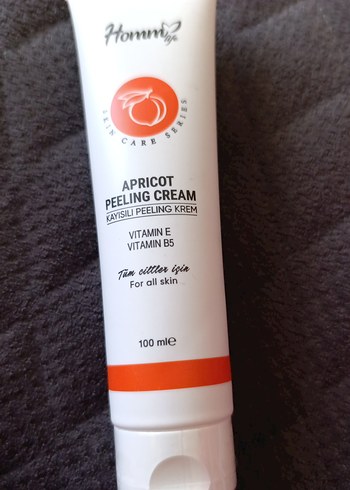 Homm life
SKIN CARE SERIES
APRICOT
PEELING CREAM
KAYISILI PEELING KREM
VITAMIN E
VITAMIN B5
Tüm ciltler için
For all skin
100 ml℮